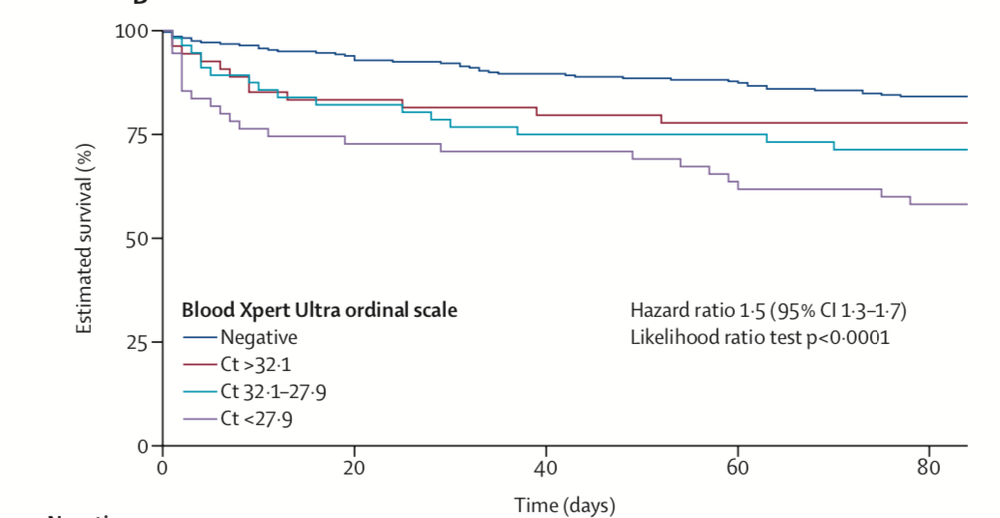 100
75
50
25
0
Estimated survival (%)
Blood Xpert Ultra ordinal scale
Negative
Ct >32·1
Ct 32·1–27·9
Ct <27·9
Hazard ratio 1·5 (95% CI 1·3–1·7)
Likelihood ratio test p<0·0001
0 20 40 60 80
Time (days)